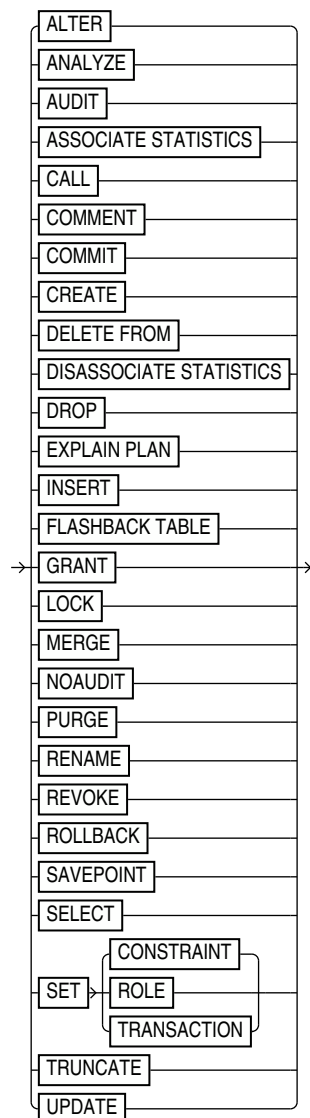 ALTER
ANALYZE
AUDIT
ASSOCIATE STATISTICS
CALL
COMMENT
COMMIT
CREATE
DELETE FROM
DISASSOCIATE STATISTICS
DROP
EXPLAIN PLAN
INSERT
FLASHBACK TABLE
GRANT
LOCK
MERGE
NOAUDIT
PURGE
RENAME
REVOKE
ROLLBACK
SAVEPOINT
SELECT
CONSTRAINT
SET ROLE
TRANSACTION
TRUNCATE
UPDATE